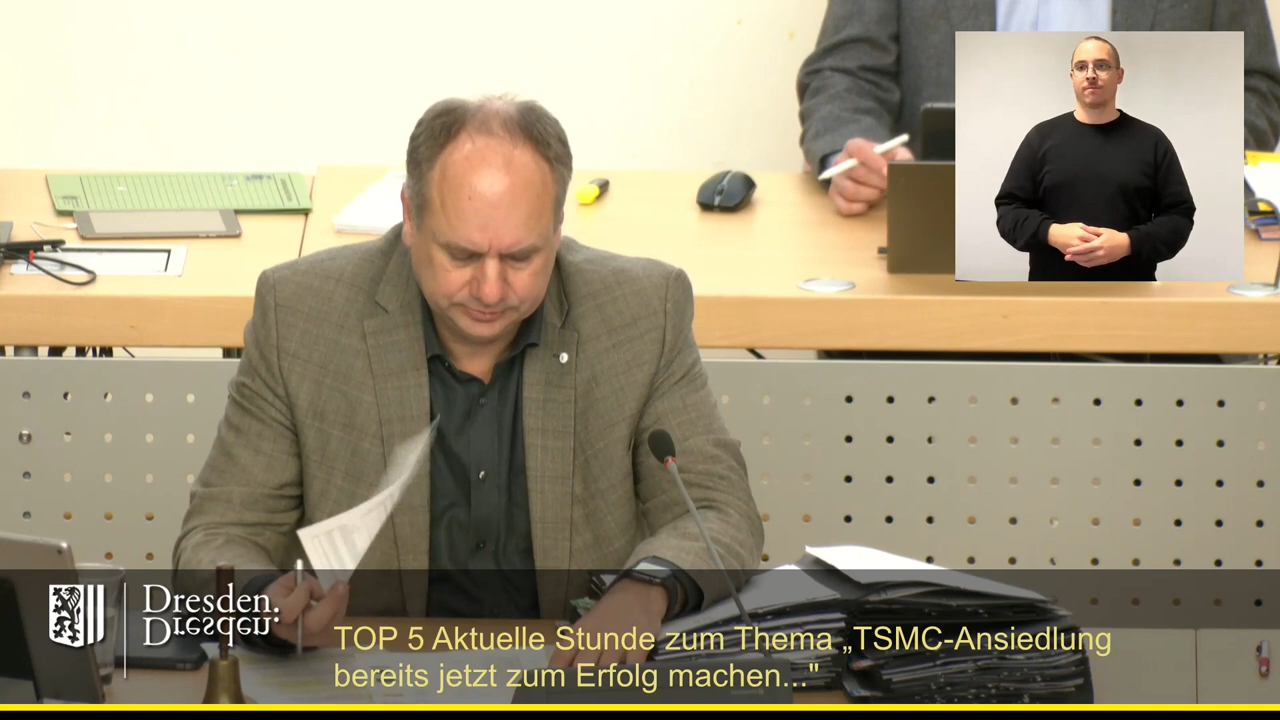 Dresden.
Dresden.
TOP 5 Aktuelle Stunde zum Thema „TSMC-Ansiedlung
bereits jetzt zum Erfolg machen..."